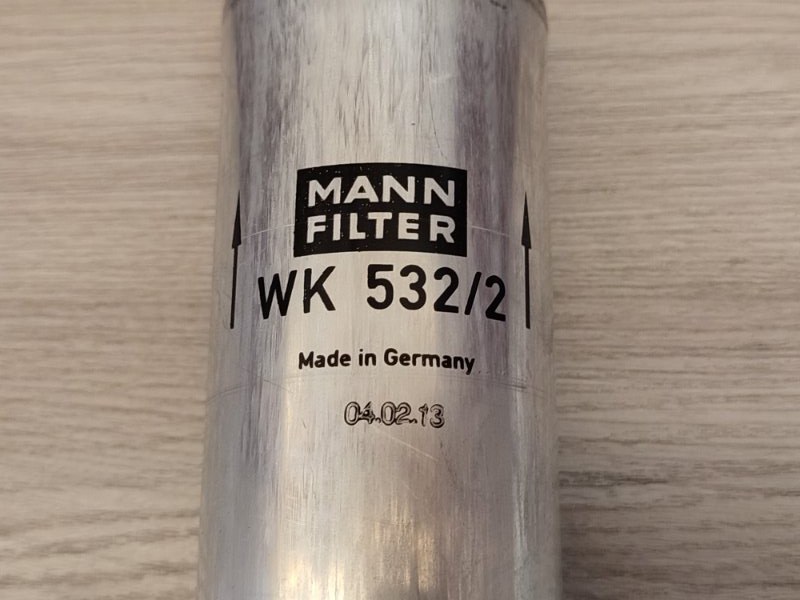 MANN
FILTER
WK 532/2
Made in Germany
04.02.13